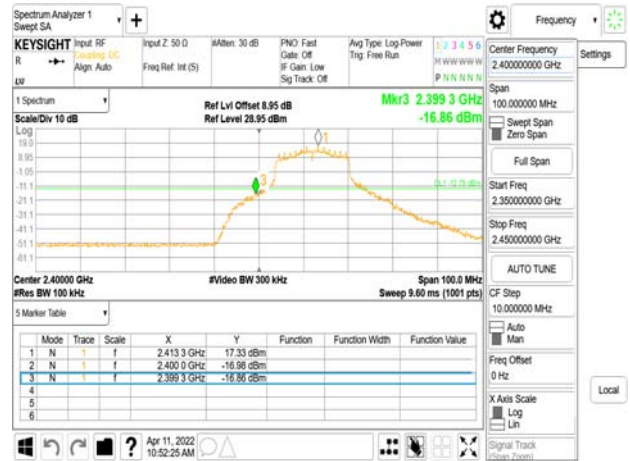 Spectrum Analyzer 1
Swept SA
Frequency
KEYSIGHT
R
Input: RF
Coupling: DC
Align: Auto
Input Z: 50 Ω
Freq Ref: Int (S)
#Atten: 30 dB
PNO: Fast
Gate: Off
IF Gain: Low
Sig Track: Off
Avg Type: Log-Power
Trig: Free Run
1 2 3 4 5 6
M W W W W W
P N N N N N
1 Spectrum
Scale/Div 10 dB
Ref Lvl Offset 8.95 dB
Ref Level 28.95 dBm
Mkr3 2.399 3 GHz
-16.86 dBm
Log
19.0
8.95
-1.05
-11.1
-21.1
-31.1
-41.1
-51.1
-61.1
1
3
DL1 -12.78 dBm
Center 2.40000 GHz
#Res BW 100 kHz
#Video BW 300 kHz
Span 100.0 MHz
Sweep 9.60 ms (1001 pts)
5 Marker Table
Mode Trace Scale X Y Function Function Width Function Value
1 N 1 f 2.413 3 GHz 17.33 dBm
2 N 1 f 2.400 0 GHz -16.98 dBm
3 N 1 f 2.399 3 GHz -16.86 dBm
4
5
6
Apr 11, 2022
10:52:25 AM
?
Center Frequency
2.400000000 GHz
Settings
Span
100.000000 MHz
Swept Span
Zero Span
Full Span
Start Freq
2.350000000 GHz
Stop Freq
2.450000000 GHz
AUTO TUNE
CF Step
10.000000 MHz
Auto
Man
Freq Offset
0 Hz
X Axis Scale
Log
Lin
Local
Signal Track
(Span Zoom)